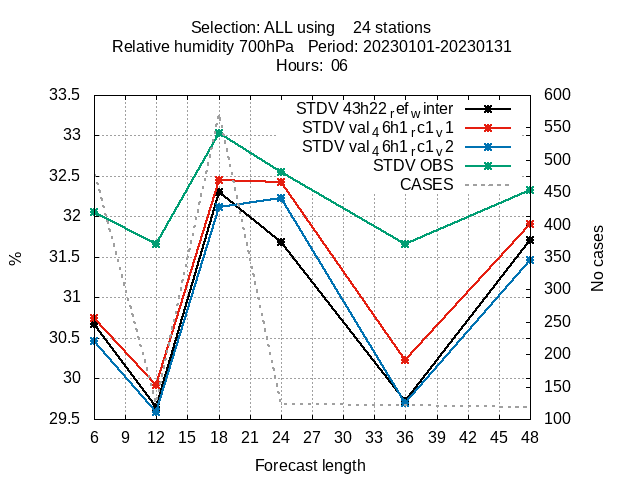 Selection: ALL using 24 stations
Relative humidity 700hPa Period: 20230101-20230131
Hours: 06
STDV 43h22refwinter
STDV val46h1rc1v1
STDV val46h1rc1v2
STDV OBS
CASES
33.5
33
32.5
32
31.5
31
30.5
30
29.5
%
600
550
500
450
400
350
300
250
200
150
100
No cases
6 9 12 15 18 21 24 27 30 33 36 39 42 45 48
Forecast length